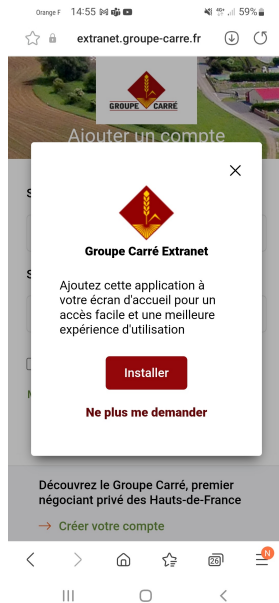 Orange F 14:55 59%
extranet.groupe-carre.fr
GROUPE CARRÉ
Ajouter un compte
Groupe Carré Extranet
Ajoutez cette application à
votre écran d'accueil pour un
accès facile et une meilleure
expérience d'utilisation
Installer
Ne plus me demander
Découvrez le Groupe Carré, premier
négociant privé des Hauts-de-France
→ Créer votre compte
26
N